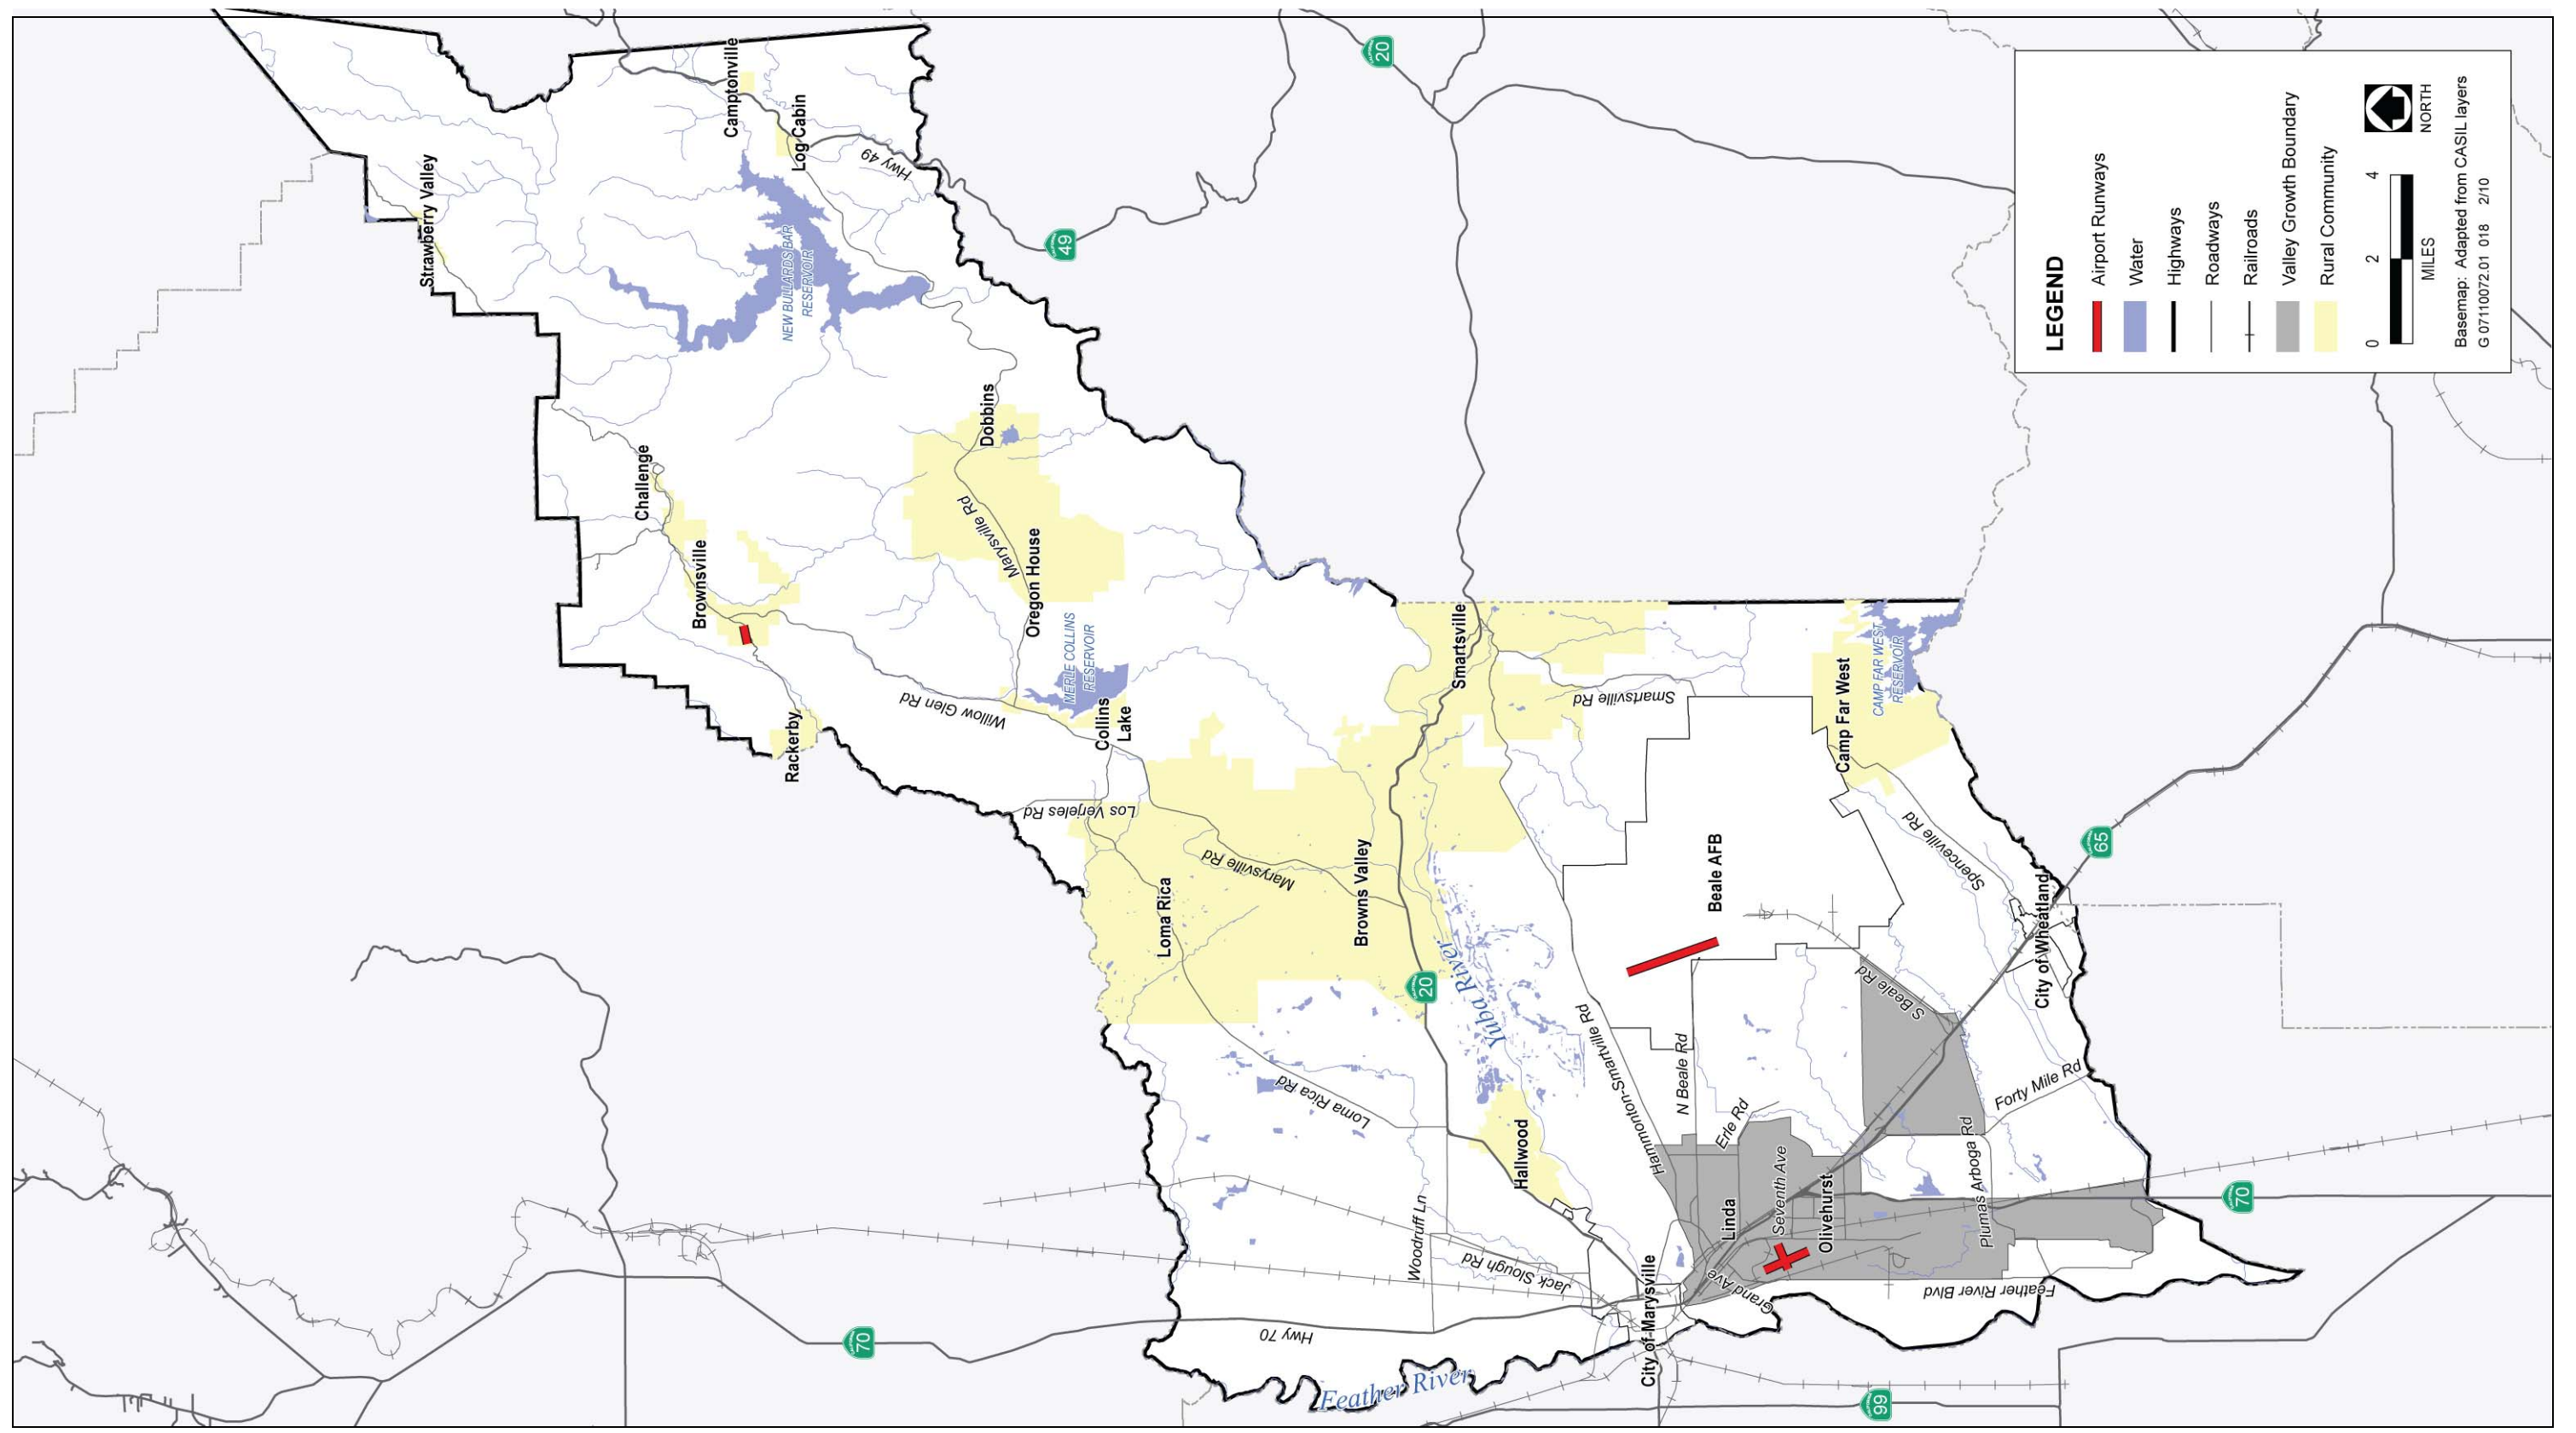 Strawberry Valley
Camptonville
Log Cabin
Hwy 49
NEW BULLARDS BAR
RESERVOIR
20
49
Challenge
Brownsville
Rackerby
Dobbins
Marysville Rd
Oregon House
MERLE COLLINS
RESERVOIR
Collins
Lake
Willow Glen Rd
Los Verjeles Rd
Loma Rica
Marysville Rd
Browns Valley
Smartsville
Smartsville Rd
Camp Far West
CAMP FAR WEST
RESERVOIR
Spenceville Rd
Beale AFB
65
City of Wheatland
20
Yuba River
Hammonton-Smartville Rd
N Beale Rd
S Beale Rd
Loma Rica Rd
Hallwood
Erle Rd
Forty Mile Rd
Plumas Arboga Rd
Woodruff Ln
Jack Slough Rd
Linda
Seventh Ave
Olivehurst
Grand Ave
Feather River Blvd
City of Marysville
Hwy 70
Feather River
70
70
99
LEGEND
Airport Runways
Water
Highways
Roadways
Railroads
Valley Growth Boundary
Rural Community
0 2 4
MILES
NORTH
Basemap: Adapted from CASIL layers
G 07110072.01 018 2/10